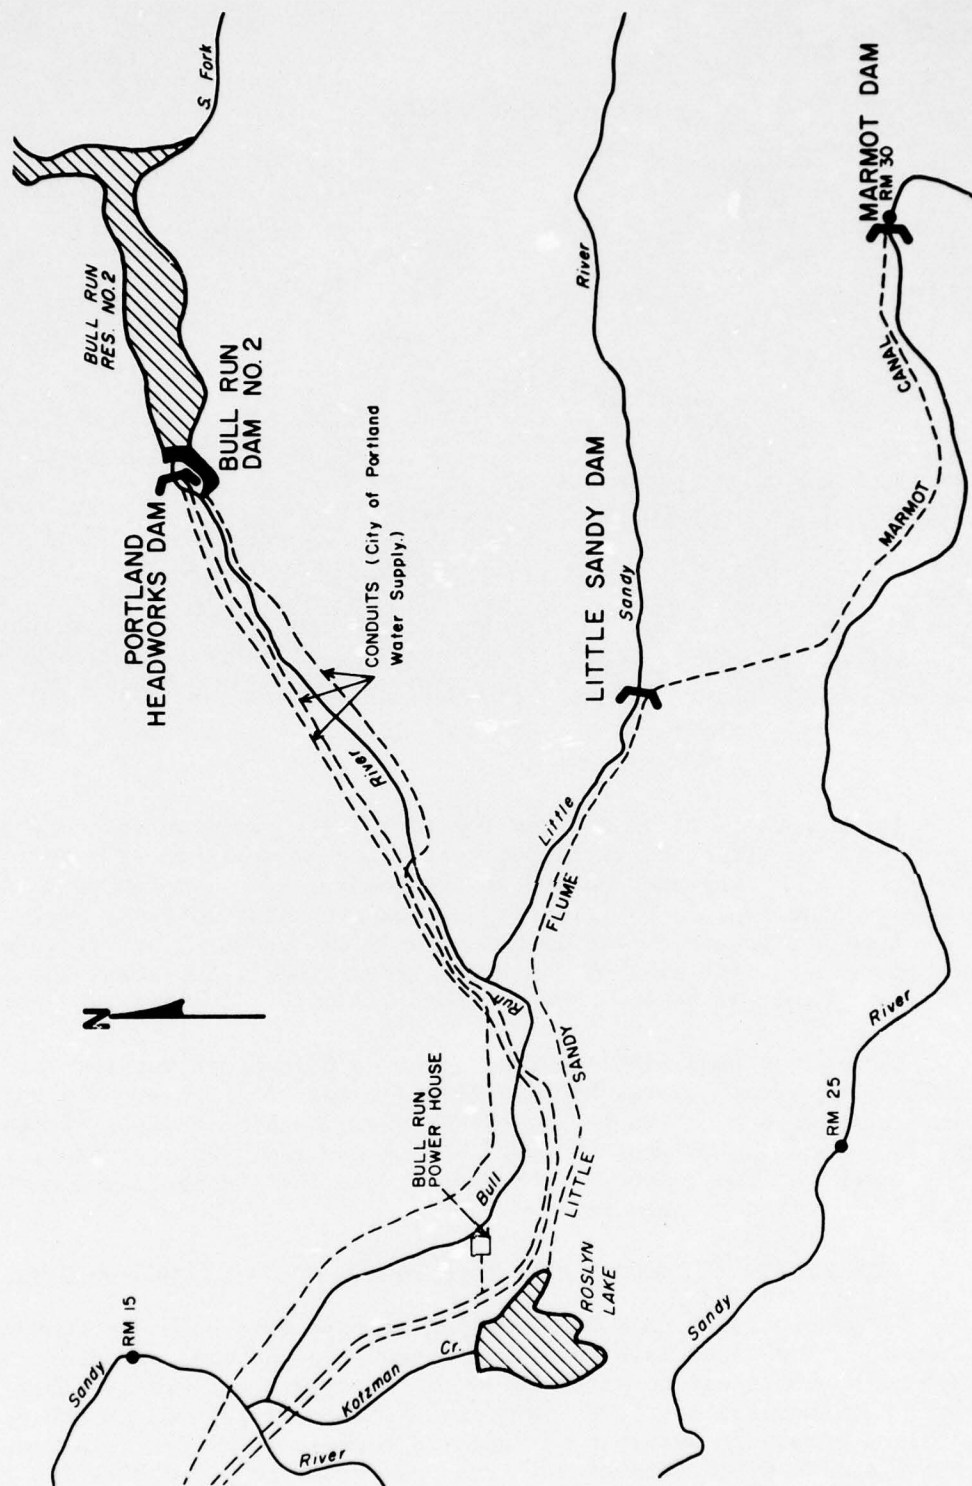 S. Fork
BULL RUN
RES. NO. 2
BULL RUN
DAM NO. 2
PORTLAND
HEADWORKS DAM
CONDUITS (City of Portland
Water Supply.)
River
River
Sandy
LITTLE SANDY DAM
MARMOT DAM
RM 30
CANAL
MARMOT
Little
FLUME
SANDY
LITTLE
Run
Bull
N
BULL RUN
POWER HOUSE
River
RM 25
Sandy
ROSLYN
LAKE
RM 15
Sandy
Kotzman
Cr.
River